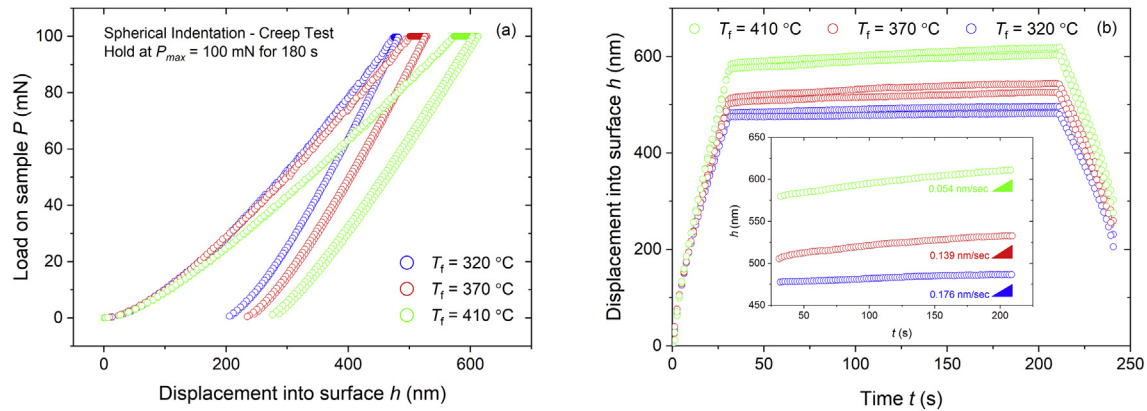 Spherical Indentation - Creep Test
Hold at Pmax = 100 mN for 180 s
(a)
100
80
60
40
20
0
Load on sample P (mN)
Tf = 320 °C
Tf = 370 °C
Tf = 410 °C
0 200 400 600
Displacement into surface h (nm)
Tf = 410 °C Tf = 370 °C Tf = 320 °C
(b)
600
400
200
0
Displacement into surface h (nm)
650
600
550
500
450
h (nm)
0.054 nm/sec
0.139 nm/sec
0.176 nm/sec
50 100 150 200
t (s)
0 50 100 150 200 250
Time t (s)